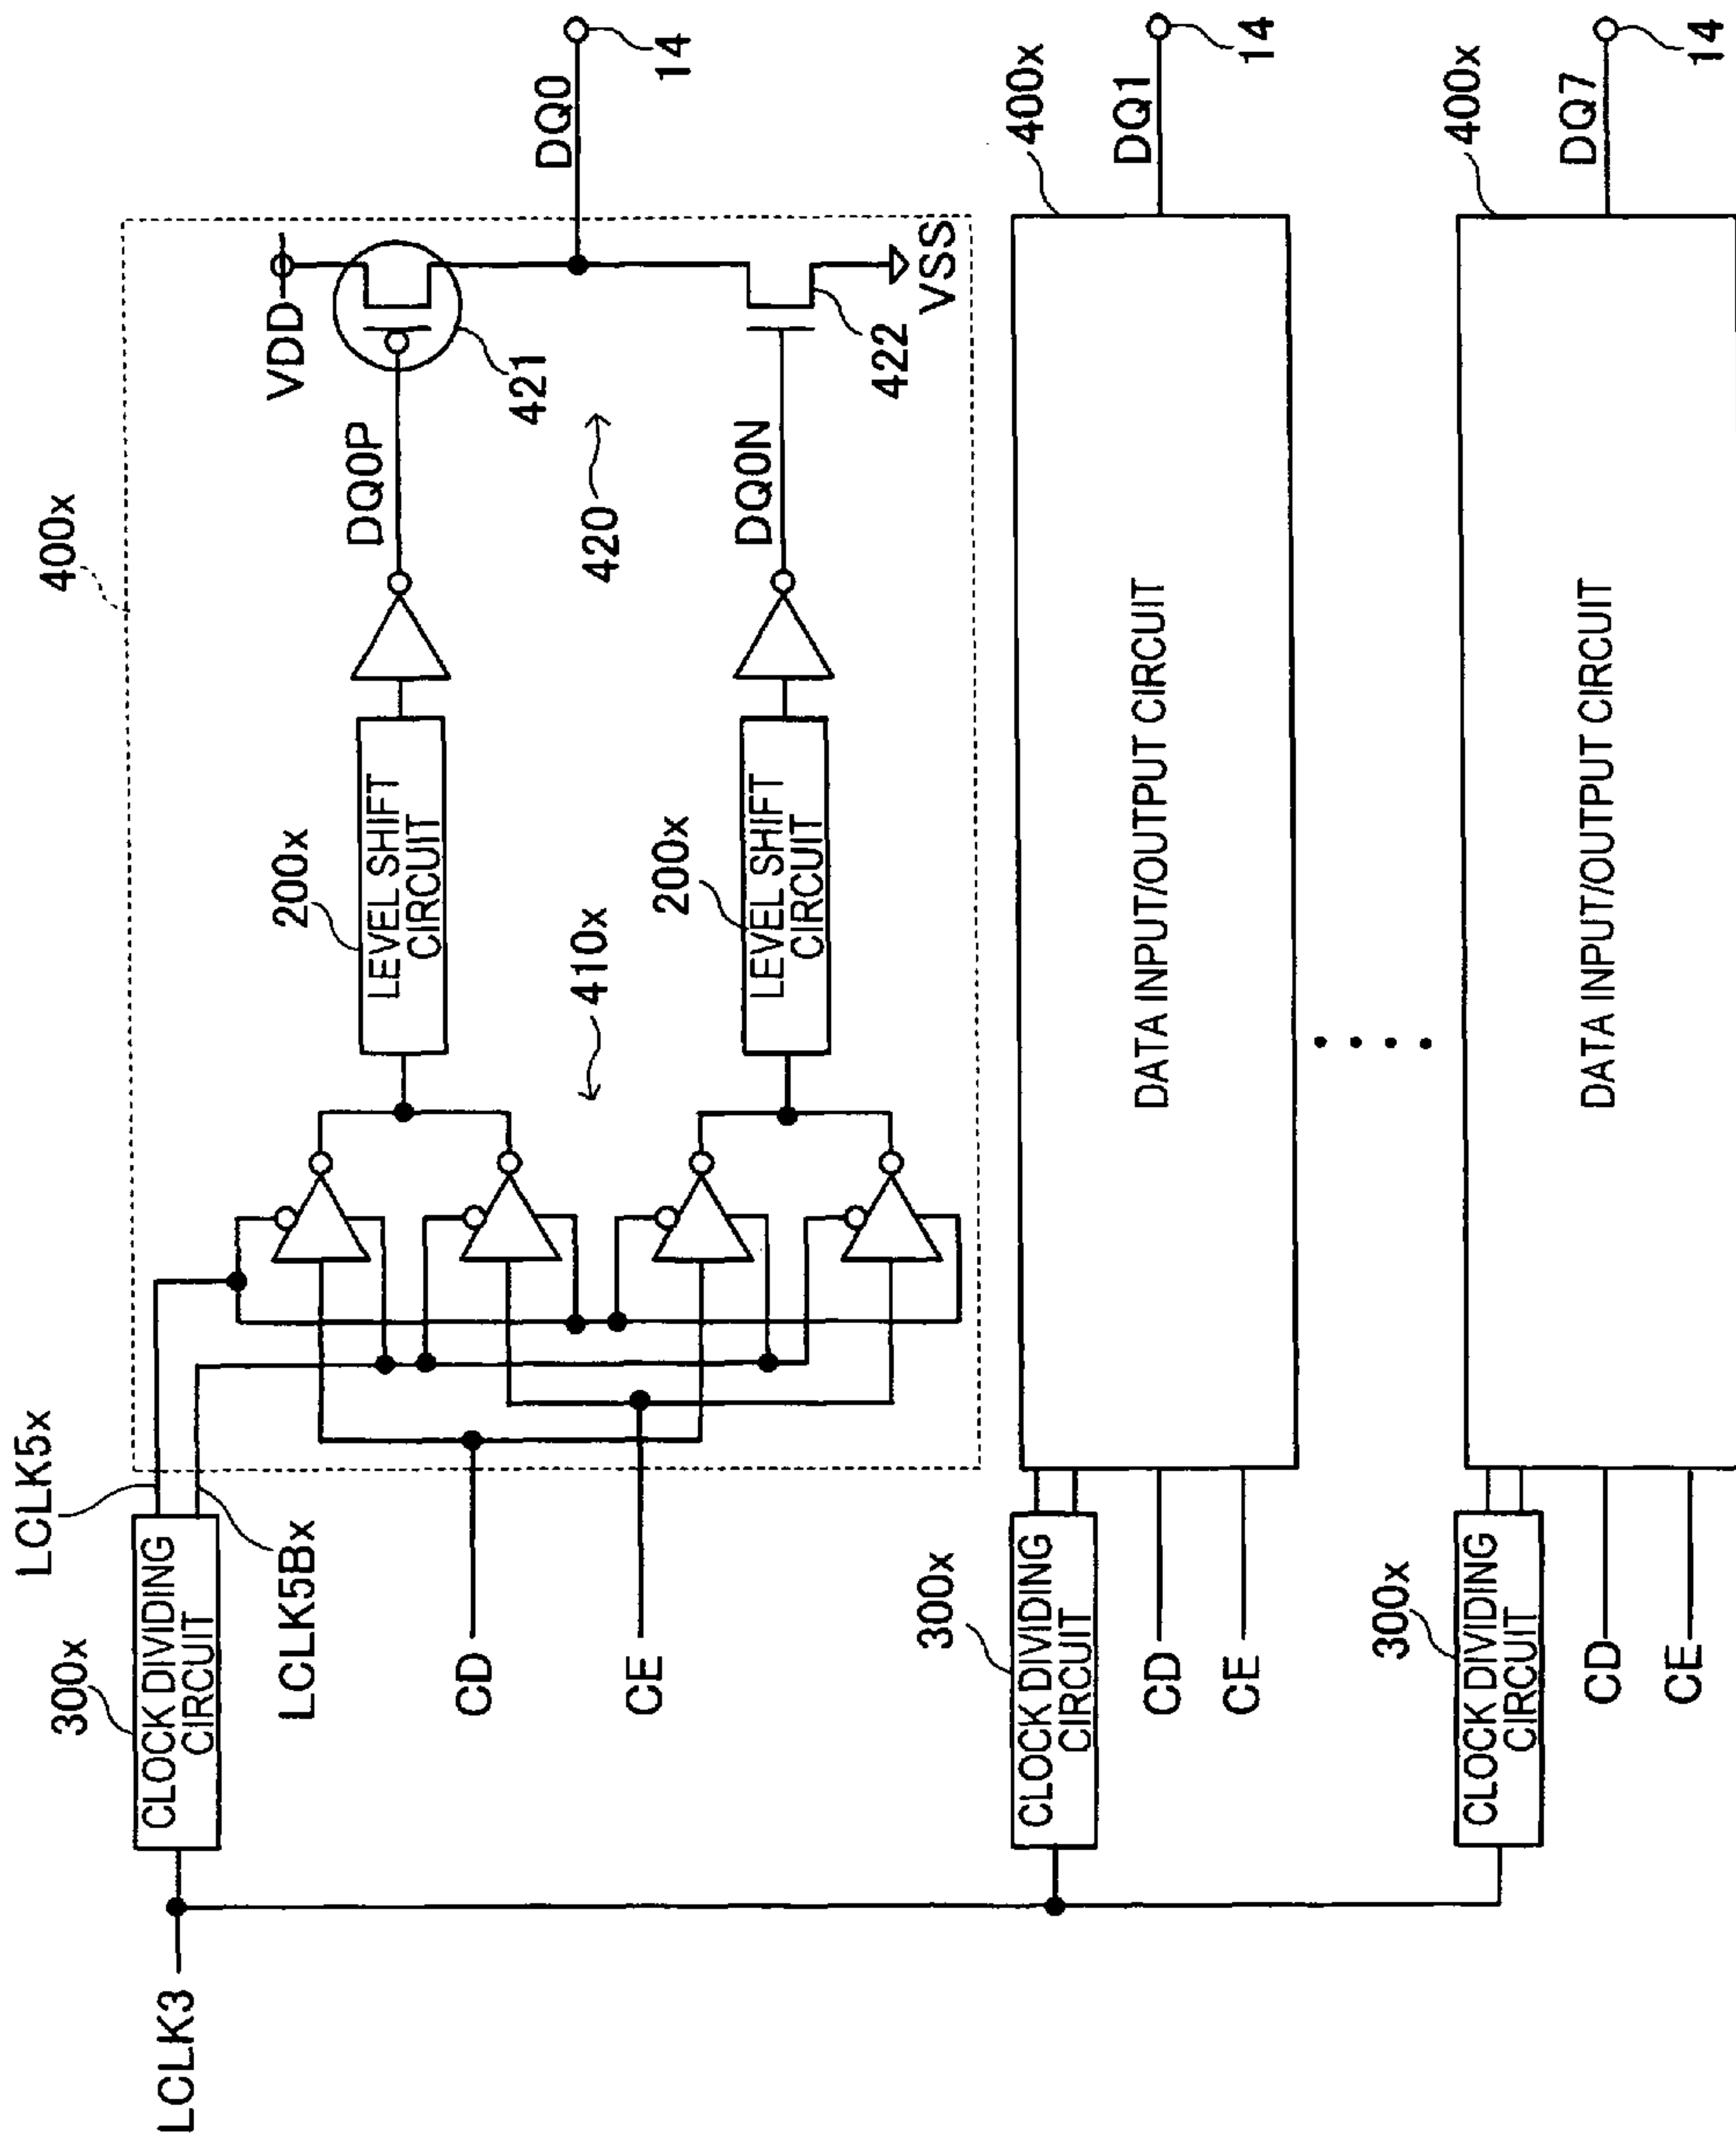 LCLK3
300x
CLOCK DIVIDING
CIRCUIT
LCLK5x
LCLK5Bx
CD
CE
400x
410x
200x
LEVEL SHIFT
CIRCUIT
200x
LEVEL SHIFT
CIRCUIT
DQ0P
DQ0N
420
VDD
421
422
VSS
DQ0
14
300x
CLOCK DIVIDING
CIRCUIT
CD
CE
DATA INPUT/OUTPUT CIRCUIT
400x
DQ1
14
300x
CLOCK DIVIDING
CIRCUIT
CD
CE
DATA INPUT/OUTPUT CIRCUIT
400x
DQ7
14